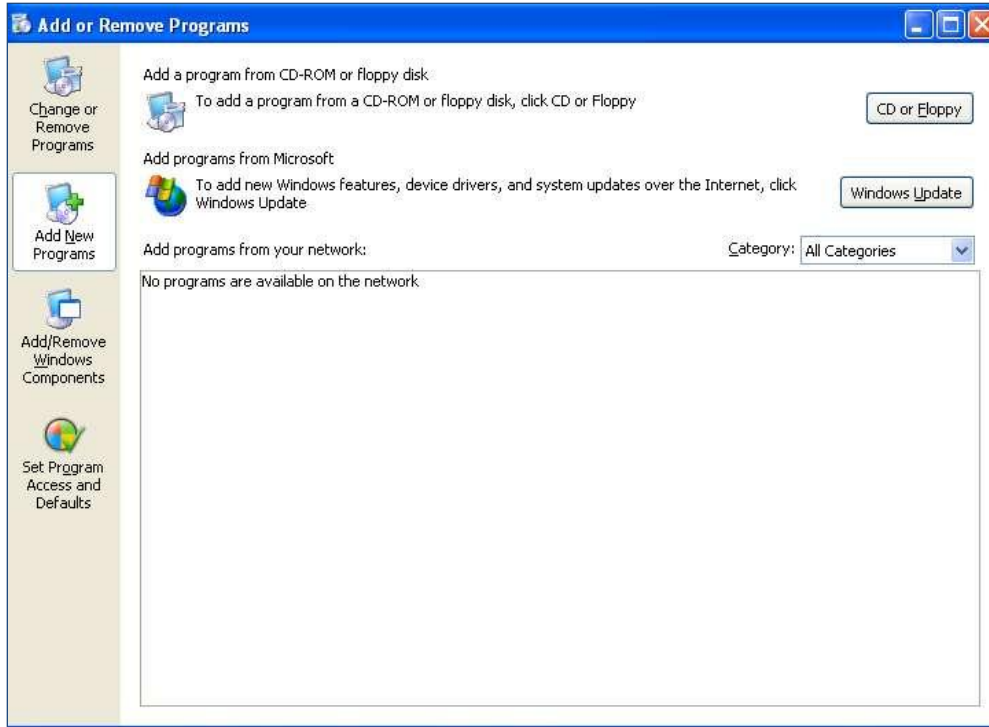 Add or Remove Programs
Change or
Remove
Programs
Add New
Programs
Add/Remove
Windows
Components
Set Program
Access and
Defaults
Add a program from CD-ROM or floppy disk
To add a program from a CD-ROM or floppy disk, click CD or Floppy
CD or Floppy
Add programs from Microsoft
To add new Windows features, device drivers, and system updates over the Internet, click
Windows Update
Windows Update
Add programs from your network:
Category: All Categories
No programs are available on the network